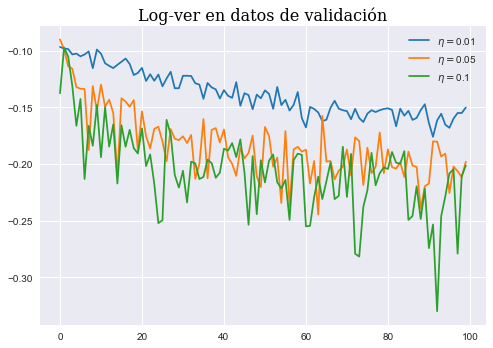 Log-ver en datos de validación
η = 0.01
η = 0.05
η = 0.1
−0.10
−0.15
−0.20
−0.25
−0.30
0 20 40 60 80 100